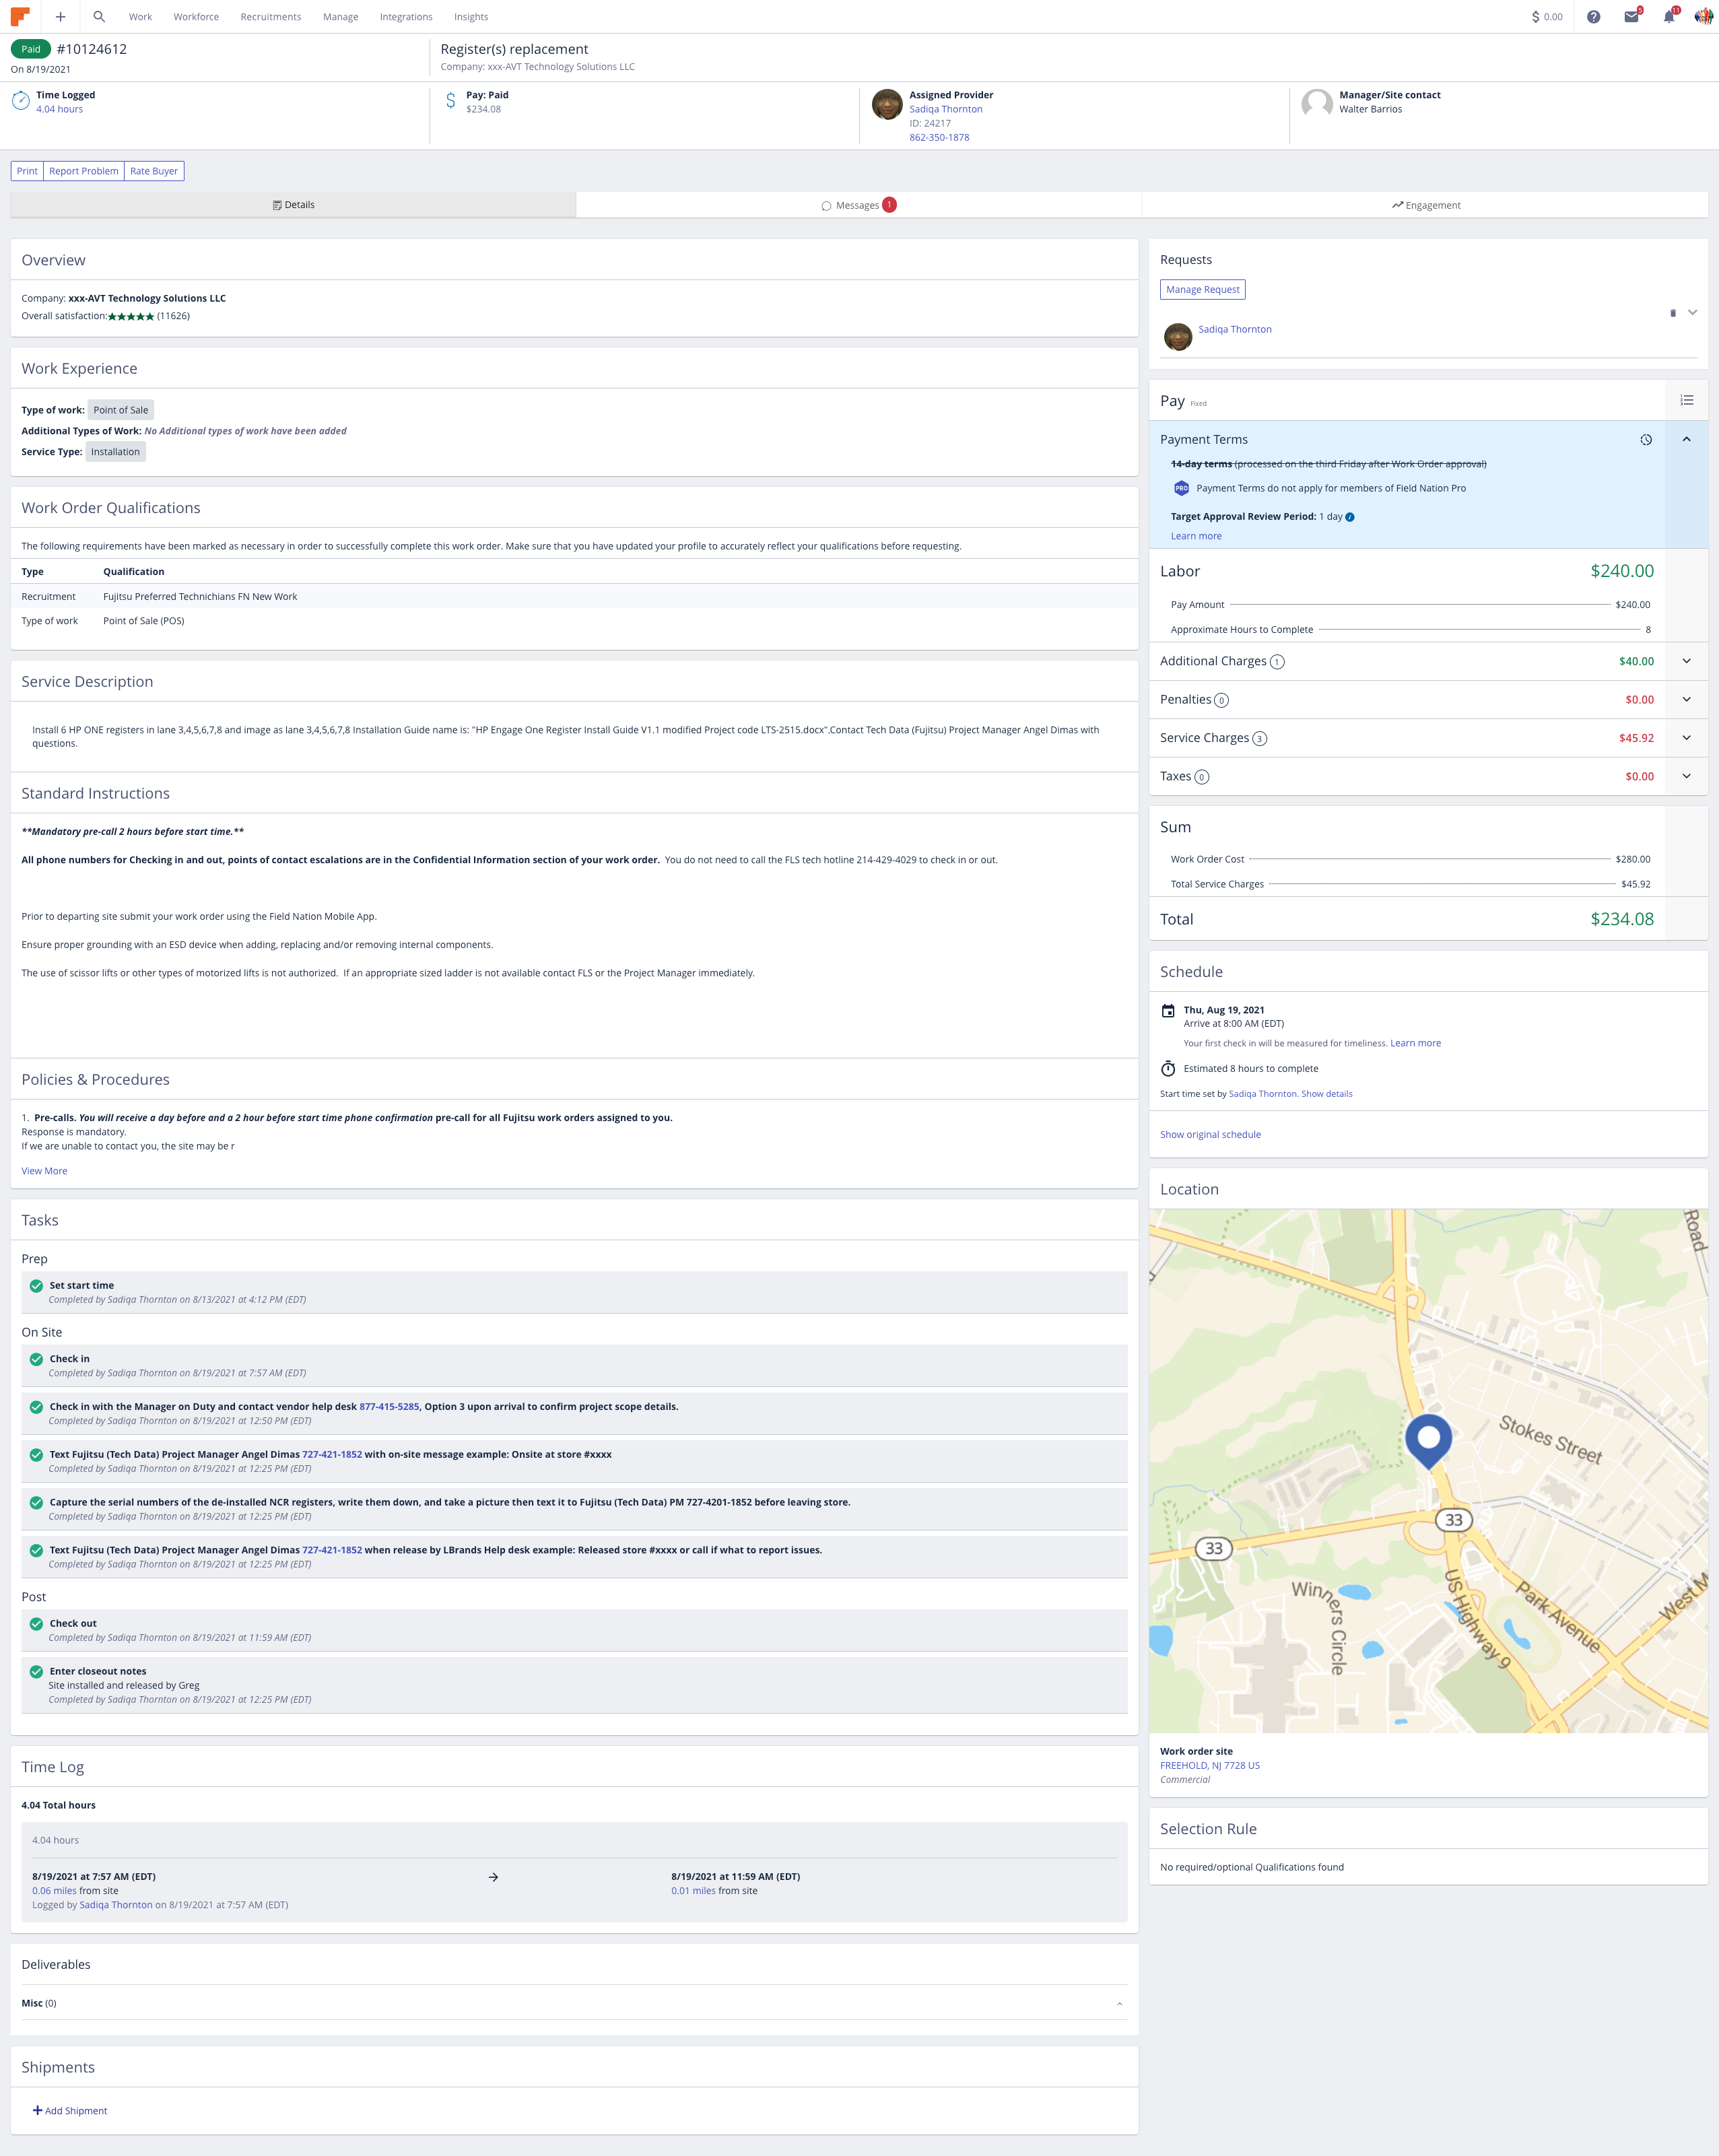 Work Workforce Recruitments Manage Integrations Insights $ 0.00 5 11
Paid #10124612
On 8/19/2021
Register(s) replacement
Company: xxx-AVT Technology Solutions LLC
Time Logged
4.04 hours
Pay: Paid
$234.08
Assigned Provider
Sadiqa Thornton
ID: 24217
862-350-1878
Manager/Site contact
Walter Barrios
Print Report Problem Rate Buyer
Details Messages 1 Engagement
Overview
Company: xxx-AVT Technology Solutions LLC
Overall satisfaction:★★★★★ (11626)
Work Experience
Type of work: Point of Sale
Additional Types of Work: No Additional types of work have been added
Service Type: Installation
Work Order Qualifications
The following requirements have been marked as necessary in order to successfully complete this work order. Make sure that you have updated your profile to accurately reflect your qualifications before requesting.
Type Qualification
Recruitment Fujitsu Preferred Technichians FN New Work
Type of work Point of Sale (POS)
Service Description
Install 6 HP ONE registers in lane 3,4,5,6,7,8 and image as lane 3,4,5,6,7,8 Installation Guide name is: "HP Engage One Register Install Guide V1.1 modified Project code LTS-2515.docx".Contact Tech Data (Fujitsu) Project Manager Angel Dimas with
questions.
Standard Instructions
**Mandatory pre-call 2 hours before start time.**
All phone numbers for Checking in and out, points of contact escalations are in the Confidential Information section of your work order. You do not need to call the FLS tech hotline 214-429-4029 to check in or out.
Prior to departing site submit your work order using the Field Nation Mobile App.
Ensure proper grounding with an ESD device when adding, replacing and/or removing internal components.
The use of scissor lifts or other types of motorized lifts is not authorized. If an appropriate sized ladder is not available contact FLS or the Project Manager immediately.
Policies & Procedures
1. Pre-calls. You will receive a day before and a 2 hour before start time phone confirmation pre-call for all Fujitsu work orders assigned to you.
Response is mandatory.
If we are unable to contact you, the site may be r
View More
Tasks
Prep
Set start time
Completed by Sadiqa Thornton on 8/13/2021 at 4:12 PM (EDT)
On Site
Check in
Completed by Sadiqa Thornton on 8/19/2021 at 7:57 AM (EDT)
Check in with the Manager on Duty and contact vendor help desk 877-415-5285, Option 3 upon arrival to confirm project scope details.
Completed by Sadiqa Thornton on 8/19/2021 at 12:50 PM (EDT)
Text Fujitsu (Tech Data) Project Manager Angel Dimas 727-421-1852 with on-site message example: Onsite at store #xxxx
Completed by Sadiqa Thornton on 8/19/2021 at 12:25 PM (EDT)
Capture the serial numbers of the de-installed NCR registers, write them down, and take a picture then text it to Fujitsu (Tech Data) PM 727-4201-1852 before leaving store.
Completed by Sadiqa Thornton on 8/19/2021 at 12:25 PM (EDT)
Text Fujitsu (Tech Data) Project Manager Angel Dimas 727-421-1852 when release by LBrands Help desk example: Released store #xxxx or call if what to report issues.
Completed by Sadiqa Thornton on 8/19/2021 at 12:25 PM (EDT)
Post
Check out
Completed by Sadiqa Thornton on 8/19/2021 at 11:59 AM (EDT)
Enter closeout notes
Site installed and released by Greg
Completed by Sadiqa Thornton on 8/19/2021 at 12:25 PM (EDT)
Time Log
4.04 Total hours
4.04 hours
8/19/2021 at 7:57 AM (EDT) → 8/19/2021 at 11:59 AM (EDT)
0.06 miles from site 0.01 miles from site
Logged by Sadiqa Thornton on 8/19/2021 at 7:57 AM (EDT)
Deliverables
Misc (0)
Shipments
+ Add Shipment
Requests
Manage Request
Sadiqa Thornton
Pay Fixed
Payment Terms
14-day terms (processed on the third Friday after Work Order approval)
PRO Payment Terms do not apply for members of Field Nation Pro
Target Approval Review Period: 1 day
Learn more
Labor $240.00
Pay Amount $240.00
Approximate Hours to Complete 8
Additional Charges 1 $40.00
Penalties 0 $0.00
Service Charges 3 $45.92
Taxes 0 $0.00
Sum
Work Order Cost $280.00
Total Service Charges $45.92
Total $234.08
Schedule
Thu, Aug 19, 2021
Arrive at 8:00 AM (EDT)
Your first check in will be measured for timeliness. Learn more
Estimated 8 hours to complete
Start time set by Sadiqa Thornton. Show details
Show original schedule
Location
Road
Stokes Street
33
33
Winners Circle
US Highway 9
Park Avenue
West M
Work order site
FREEHOLD, NJ 7728 US
Commercial
Selection Rule
No required/optional Qualifications found